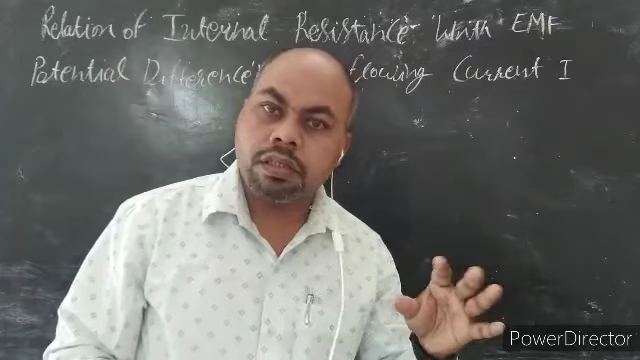 Relation of Internal Resistance With EMF
Potential Difference flowing Current I
PowerDirector